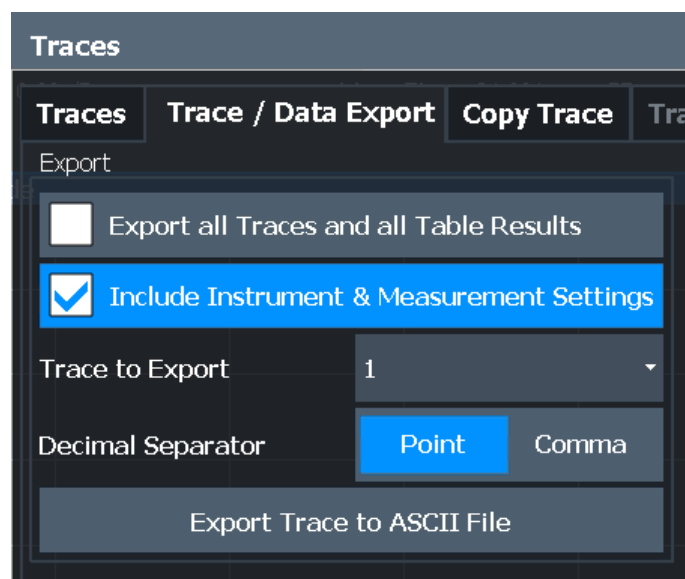 Traces
Traces Trace / Data Export Copy Trace Tra
Export
Export all Traces and all Table Results
Include Instrument & Measurement Settings
Trace to Export 1
Decimal Separator Point Comma
Export Trace to ASCII File